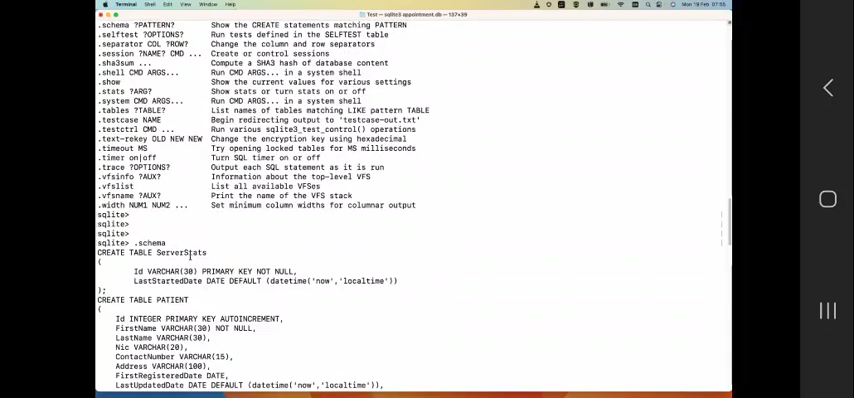 Terminal Shell Edit View Window Help Mon 19 Feb 07:55
Test — sqlite3 appointment.db — 137×39
.schema ?PATTERN? Show the CREATE statements matching PATTERN
.selftest ?OPTIONS? Run tests defined in the SELFTEST table
.separator COL ?ROW? Change the column and row separators
.session ?NAME? CMD ... Create or control sessions
.sha3sum ... Compute a SHA3 hash of database content
.shell CMD ARGS... Run CMD ARGS... in a system shell
.show Show the current values for various settings
.stats ?ARG? Show stats or turn stats on or off
.system CMD ARGS... Run CMD ARGS... in a system shell
.tables ?TABLE? List names of tables matching LIKE pattern TABLE
.testcase NAME Begin redirecting output to 'testcase-out.txt'
.testctrl CMD ... Run various sqlite3_test_control() operations
.text-rekey OLD NEW NEW Change the encryption key using hexadecimal
.timeout MS Try opening locked tables for MS milliseconds
.timer on|off Turn SQL timer on or off
.trace ?OPTIONS? Output each SQL statement as it is run
.vfsinfo ?AUX? Information about the top-level VFS
.vfslist List all available VFSes
.vfsname ?AUX? Print the name of the VFS stack
.width NUM1 NUM2 ... Set minimum column widths for columnar output
sqlite>
sqlite>
sqlite>
sqlite> .schema
CREATE TABLE ServerStats
(
Id VARCHAR(30) PRIMARY KEY NOT NULL,
LastStartedDate DATE DEFAULT (datetime('now','localtime'))
);
CREATE TABLE PATIENT
(
Id INTEGER PRIMARY KEY AUTOINCREMENT,
FirstName VARCHAR(30) NOT NULL,
LastName VARCHAR(30),
Nic VARCHAR(20),
ContactNumber VARCHAR(15),
Address VARCHAR(100),
FirstRegisteredDate DATE,
LastUpdatedDate DATE DEFAULT (datetime('now','localtime')),